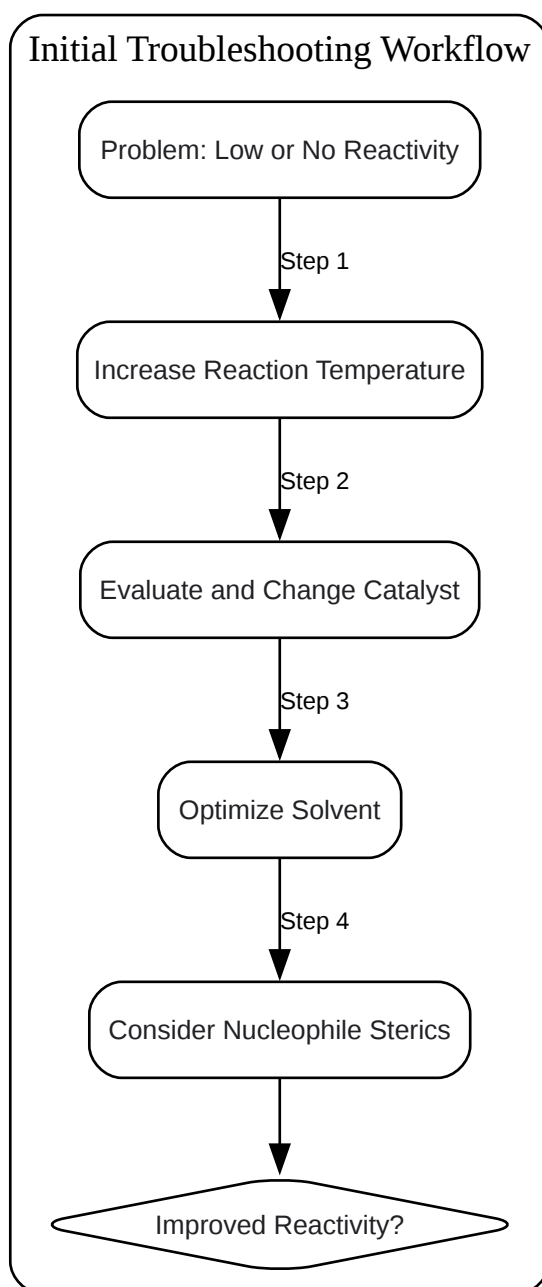 Initial Troubleshooting Workflow
Problem: Low or No Reactivity
Step 1
Increase Reaction Temperature
Step 2
Evaluate and Change Catalyst
Step 3
Optimize Solvent
Step 4
Consider Nucleophile Sterics
Improved Reactivity?